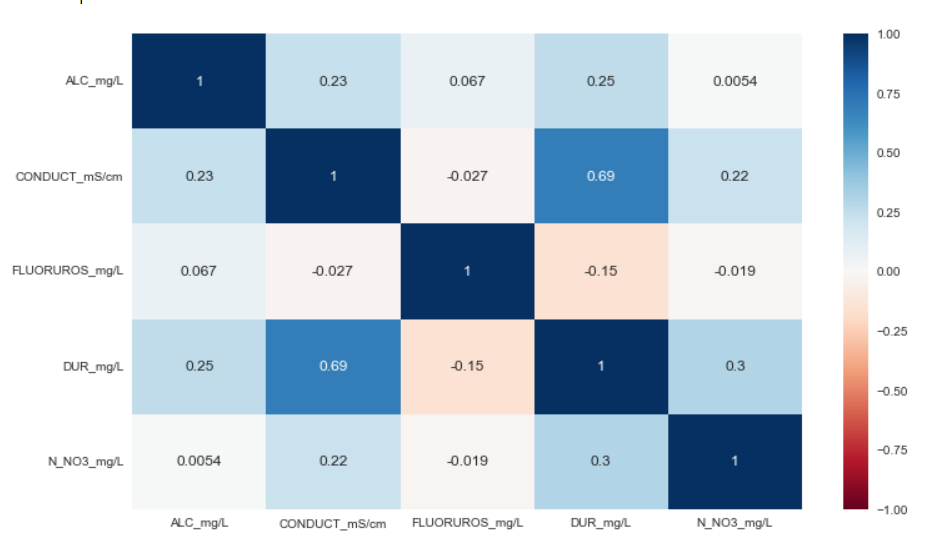 ALC_mg/L 1 0.23 0.067 0.25 0.0054
CONDUCT_mS/cm 0.23 1 -0.027 0.69 0.22
FLUORUROS_mg/L 0.067 -0.027 1 -0.15 -0.019
DUR_mg/L 0.25 0.69 -0.15 1 0.3
N_NO3_mg/L 0.0054 0.22 -0.019 0.3 1
ALC_mg/L CONDUCT_mS/cm FLUORUROS_mg/L DUR_mg/L N_NO3_mg/L
1.00
0.75
0.50
0.25
0.00
−0.25
−0.50
−0.75
−1.00